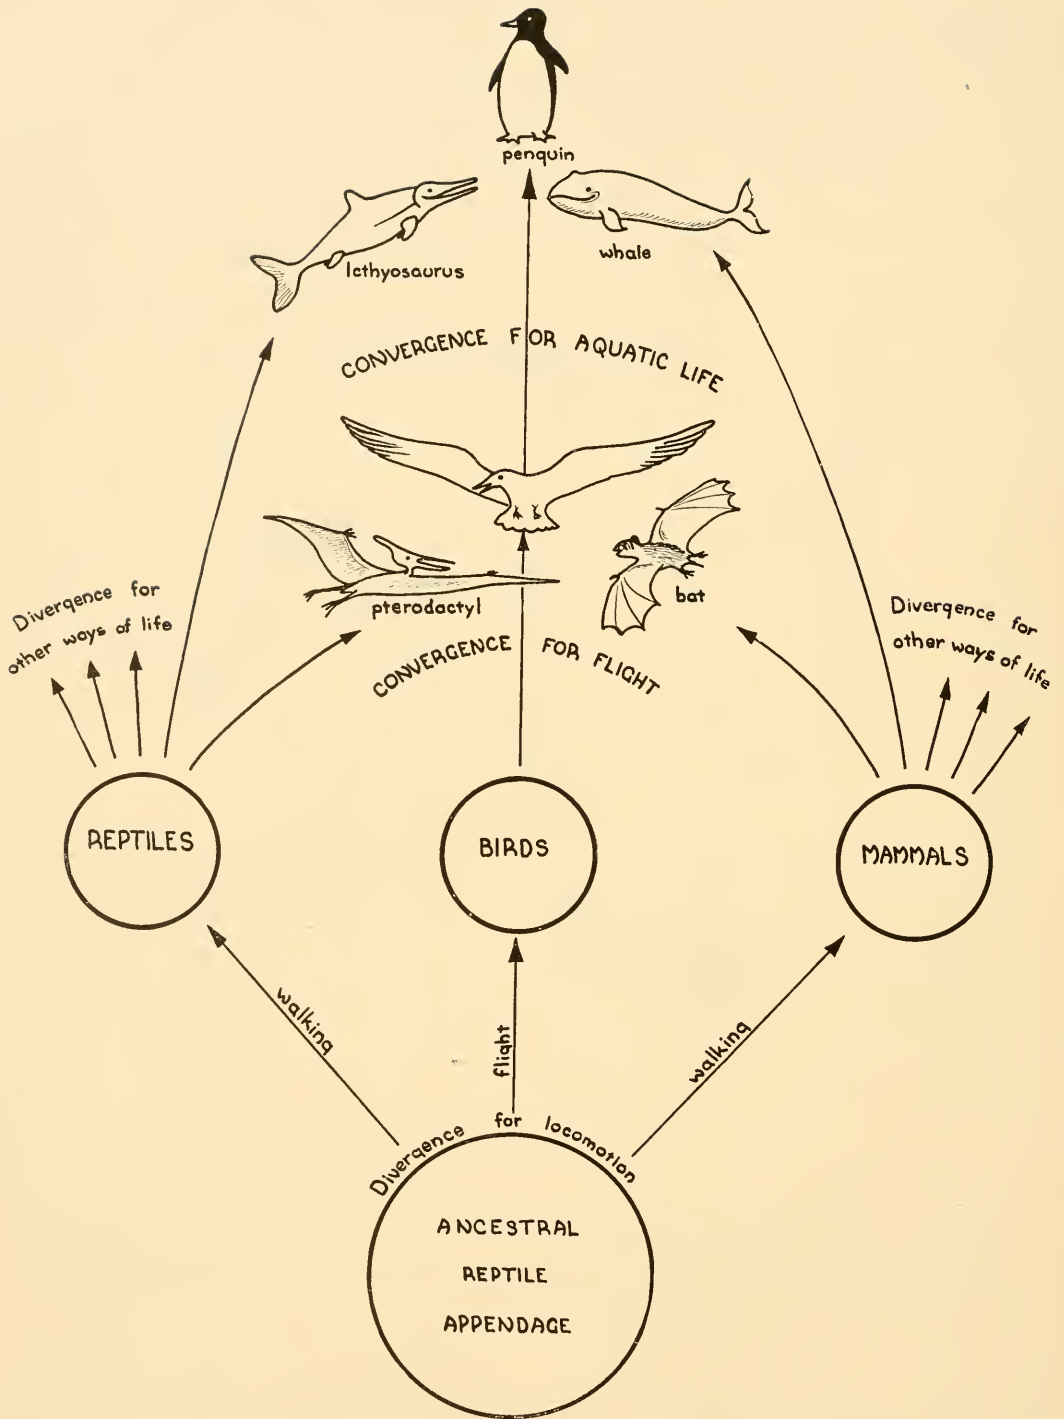 penquin
Icthyosaurus
whale
CONVERGENCE FOR AQUATIC LIFE
pterodactyl
bat
CONVERGENCE FOR FLIGHT
Divergence for
other ways of life
Divergence for
other ways of life
REPTILES
BIRDS
MAMMALS
walking
flight
walking
Divergence for locomotion
ANCESTRAL
REPTILE
APPENDAGE